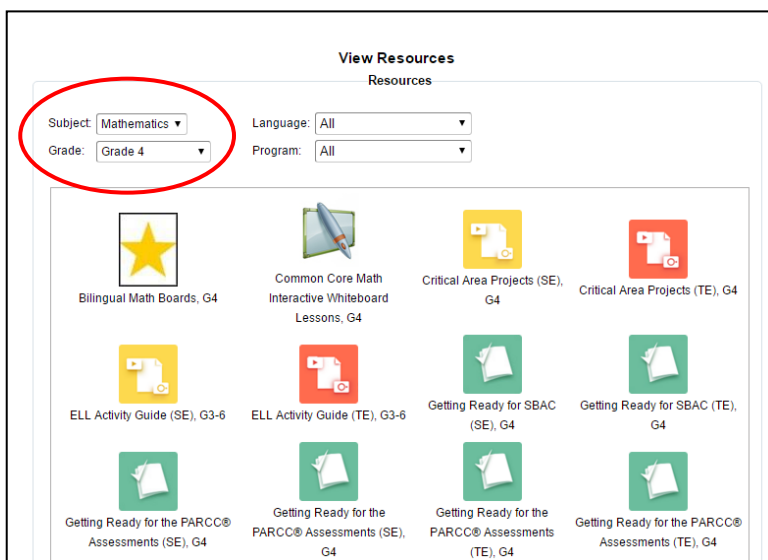 View Resources
Resources
Subject: Mathematics
Language: All
Grade: Grade 4
Program: All
Bilingual Math Boards, G4
Common Core Math
Interactive Whiteboard
Lessons, G4
Critical Area Projects (SE),
G4
Critical Area Projects (TE), G4
ELL Activity Guide (SE), G3-6
ELL Activity Guide (TE), G3-6
Getting Ready for SBAC
(SE), G4
Getting Ready for SBAC (TE),
G4
Getting Ready for the PARCC®
Assessments (SE), G4
Getting Ready for the
PARCC® Assessments (SE),
G4
Getting Ready for the
PARCC® Assessments
(TE), G4
Getting Ready for the PARCC®
Assessments (TE), G4